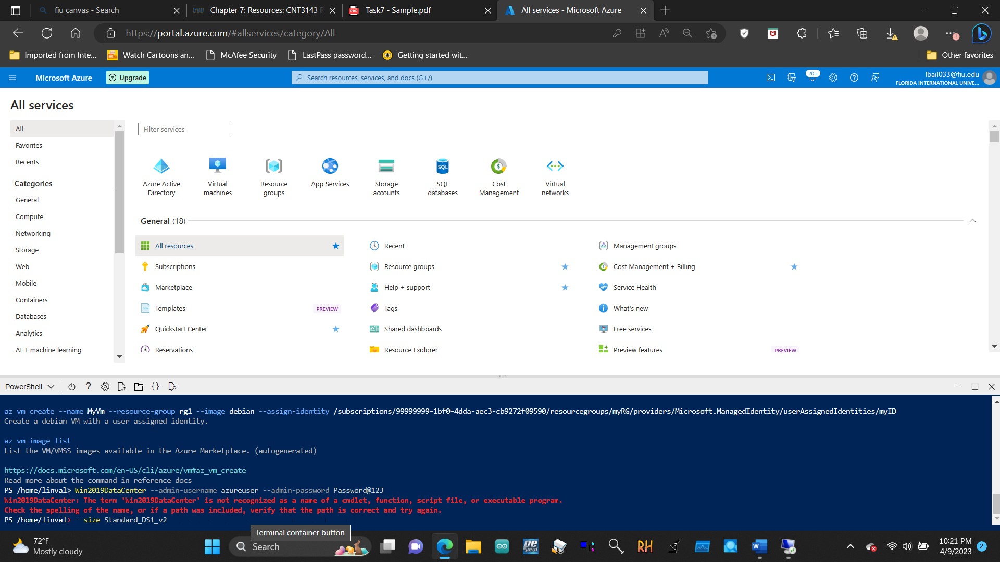 fiu canvas - Search
Chapter 7: Resources: CNT3143 R
Task7 - Sample.pdf
All services - Microsoft Azure
https://portal.azure.com/#allservices/category/All
Imported from Inte...
Watch Cartoons an...
McAfee Security
LastPass password...
Getting started wit...
Other favorites
Microsoft Azure
Upgrade
Search resources, services, and docs (G+/)
20+
lbail033@fiu.edu
FLORIDA INTERNATIONAL UNIVE...
All services
All
Favorites
Recents
Categories
General
Compute
Networking
Storage
Web
Mobile
Containers
Databases
Analytics
AI + machine learning
Filter services
Azure Active Directory
Virtual machines
Resource groups
App Services
Storage accounts
SQL databases
Cost Management
Virtual networks
General (18)
All resources
Recent
Management groups
Subscriptions
Resource groups
Cost Management + Billing
Marketplace
Help + support
Service Health
Templates PREVIEW
Tags
What's new
Quickstart Center
Shared dashboards
Free services
Reservations
Resource Explorer
Preview features PREVIEW
PowerShell
az vm create --name MyVm --resource-group rg1 --image debian --assign-identity /subscriptions/99999999-1bf0-4dda-aec3-cb9272f09590/resourcegroups/myRG/providers/Microsoft.ManagedIdentity/userAssignedIdentities/myID
Create a debian VM with a user assigned identity.
az vm image list
List the VM/VMSS images available in the Azure Marketplace. (autogenerated)
https://docs.microsoft.com/en-US/cli/azure/vm#az_vm_create
Read more about the command in reference docs
PS /home/linval> Win2019DataCenter --admin-username azureuser --admin-password Password@123
Win2019DataCenter: The term 'Win2019DataCenter' is not recognized as a name of a cmdlet, function, script file, or executable program.
Check the spelling of the name, or if a path was included, verify that the path is correct and try again.
PS /home/linval> --size Standard_DS1_v2
Terminal container button
72°F
Mostly cloudy
Search
RH
10:21 PM
4/9/2023
2